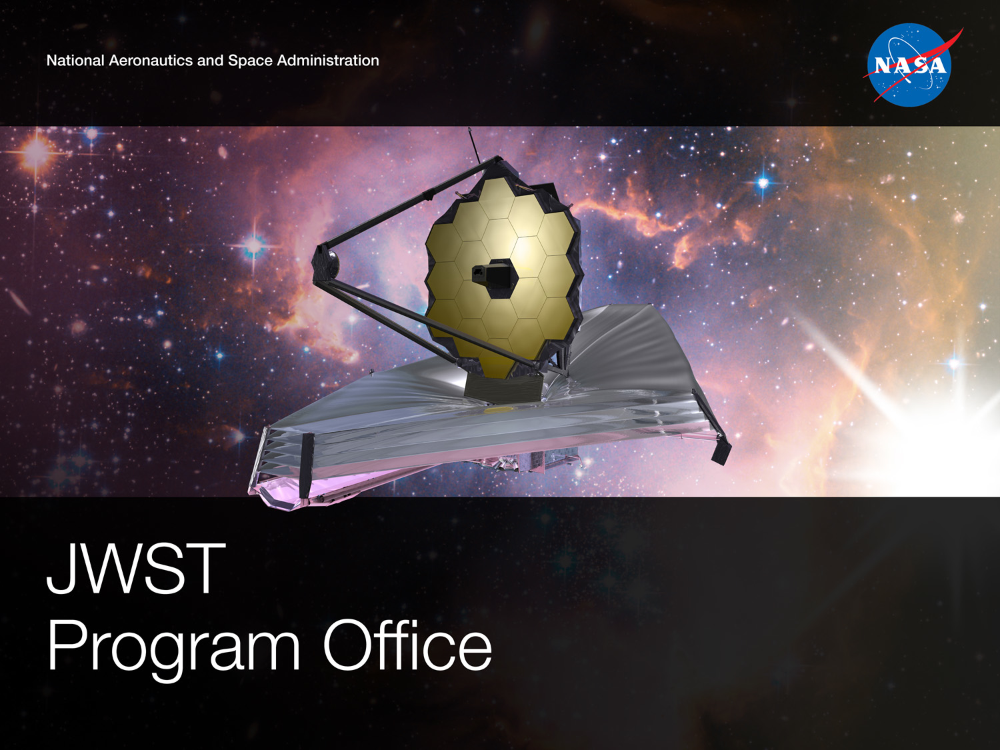 National Aeronautics and Space Administration
NASA
JWST
Program Office